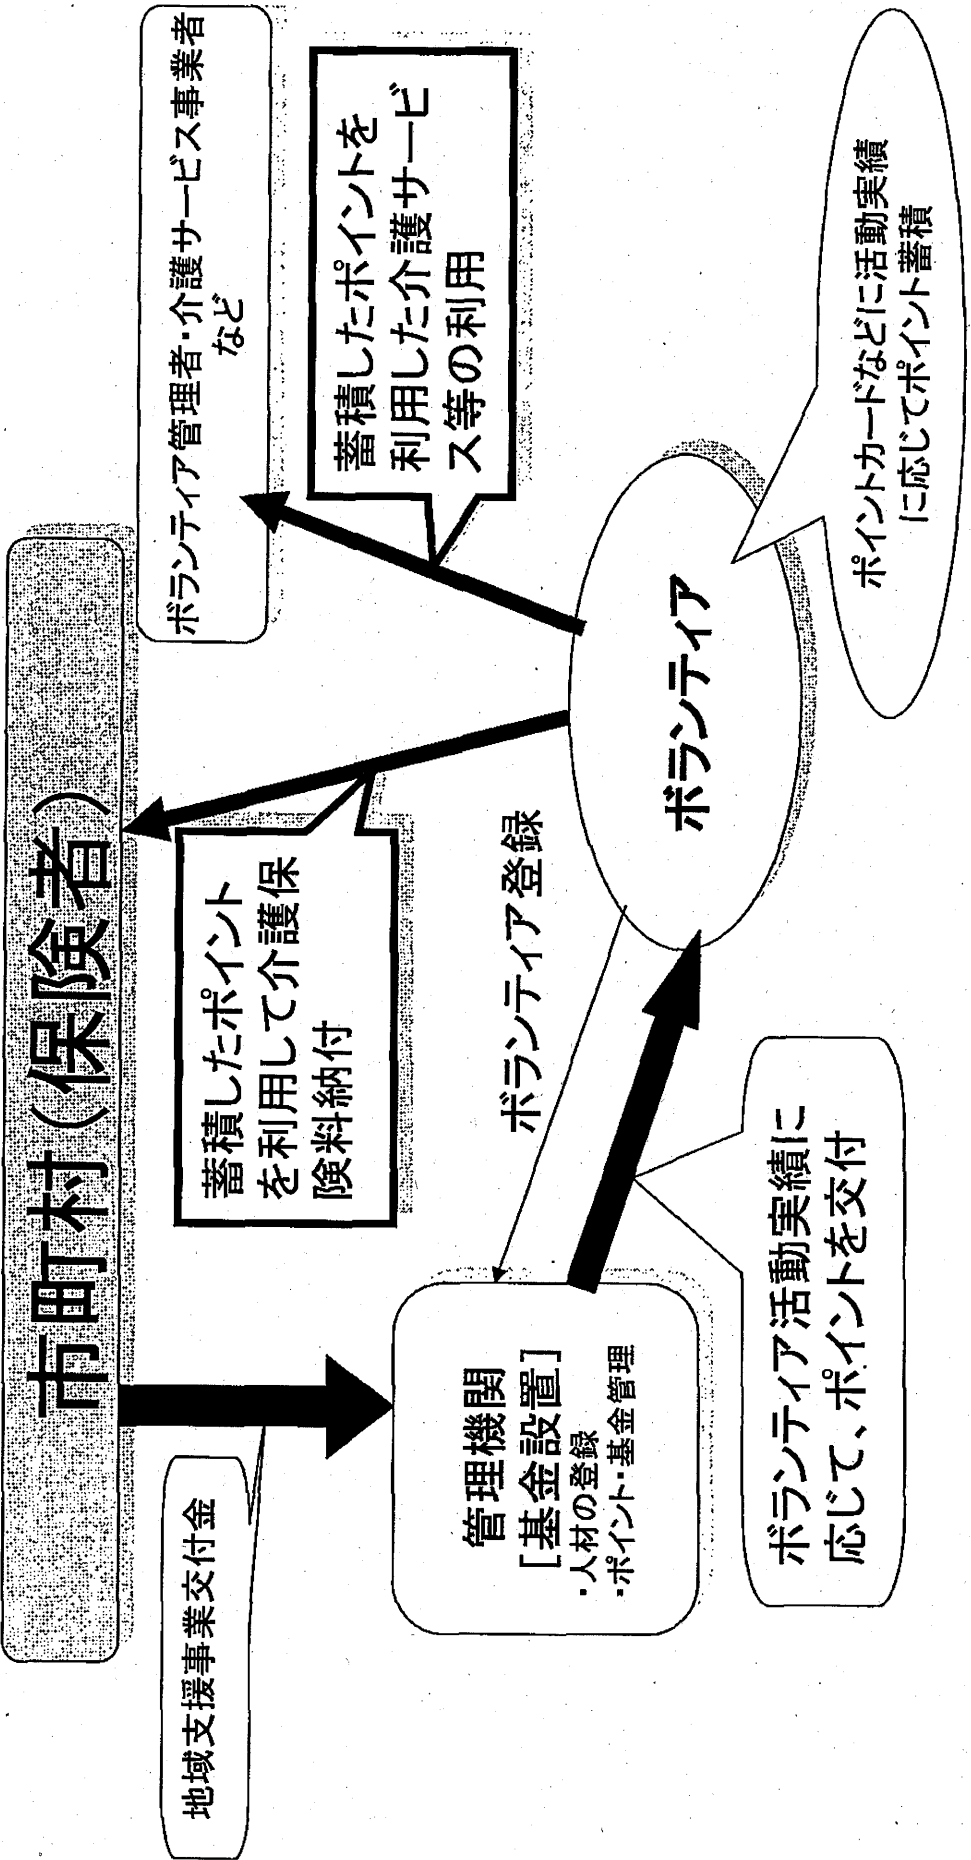 市町村（保険者）
地域支援事業交付金
蓄積したポイント
を利用して介護保
険料納付
ボランティア管理者・介護サービス事業者
など
蓄積したポイントを
利用した介護サービ
ス等の利用
管理機関
［基金設置］
・人材の登録
・ポイント・基金管理
ボランティア登録
ボランティア
ボランティア活動実績に
応じて、ポイントを交付
ポイントカードなどに活動実績
に応じてポイント蓄積